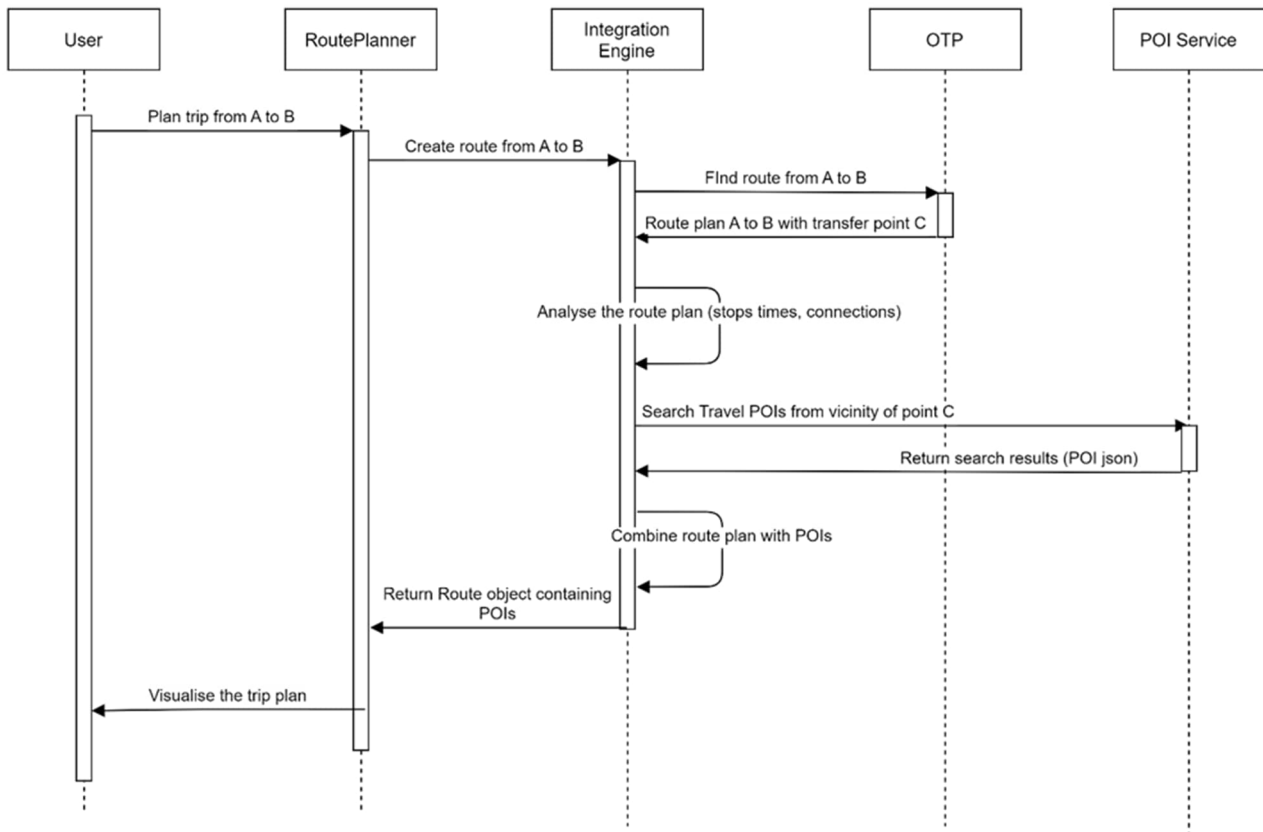 User
RoutePlanner
Integration
Engine
OTP
POI Service
Plan trip from A to B
Create route from A to B
FInd route from A to B
Route plan A to B with transfer point C
Analyse the route plan (stops times, connections)
Search Travel POIs from vicinity of point C
Return search results (POI json)
Combine route plan with POIs
Return Route object containing
POIs
Visualise the trip plan